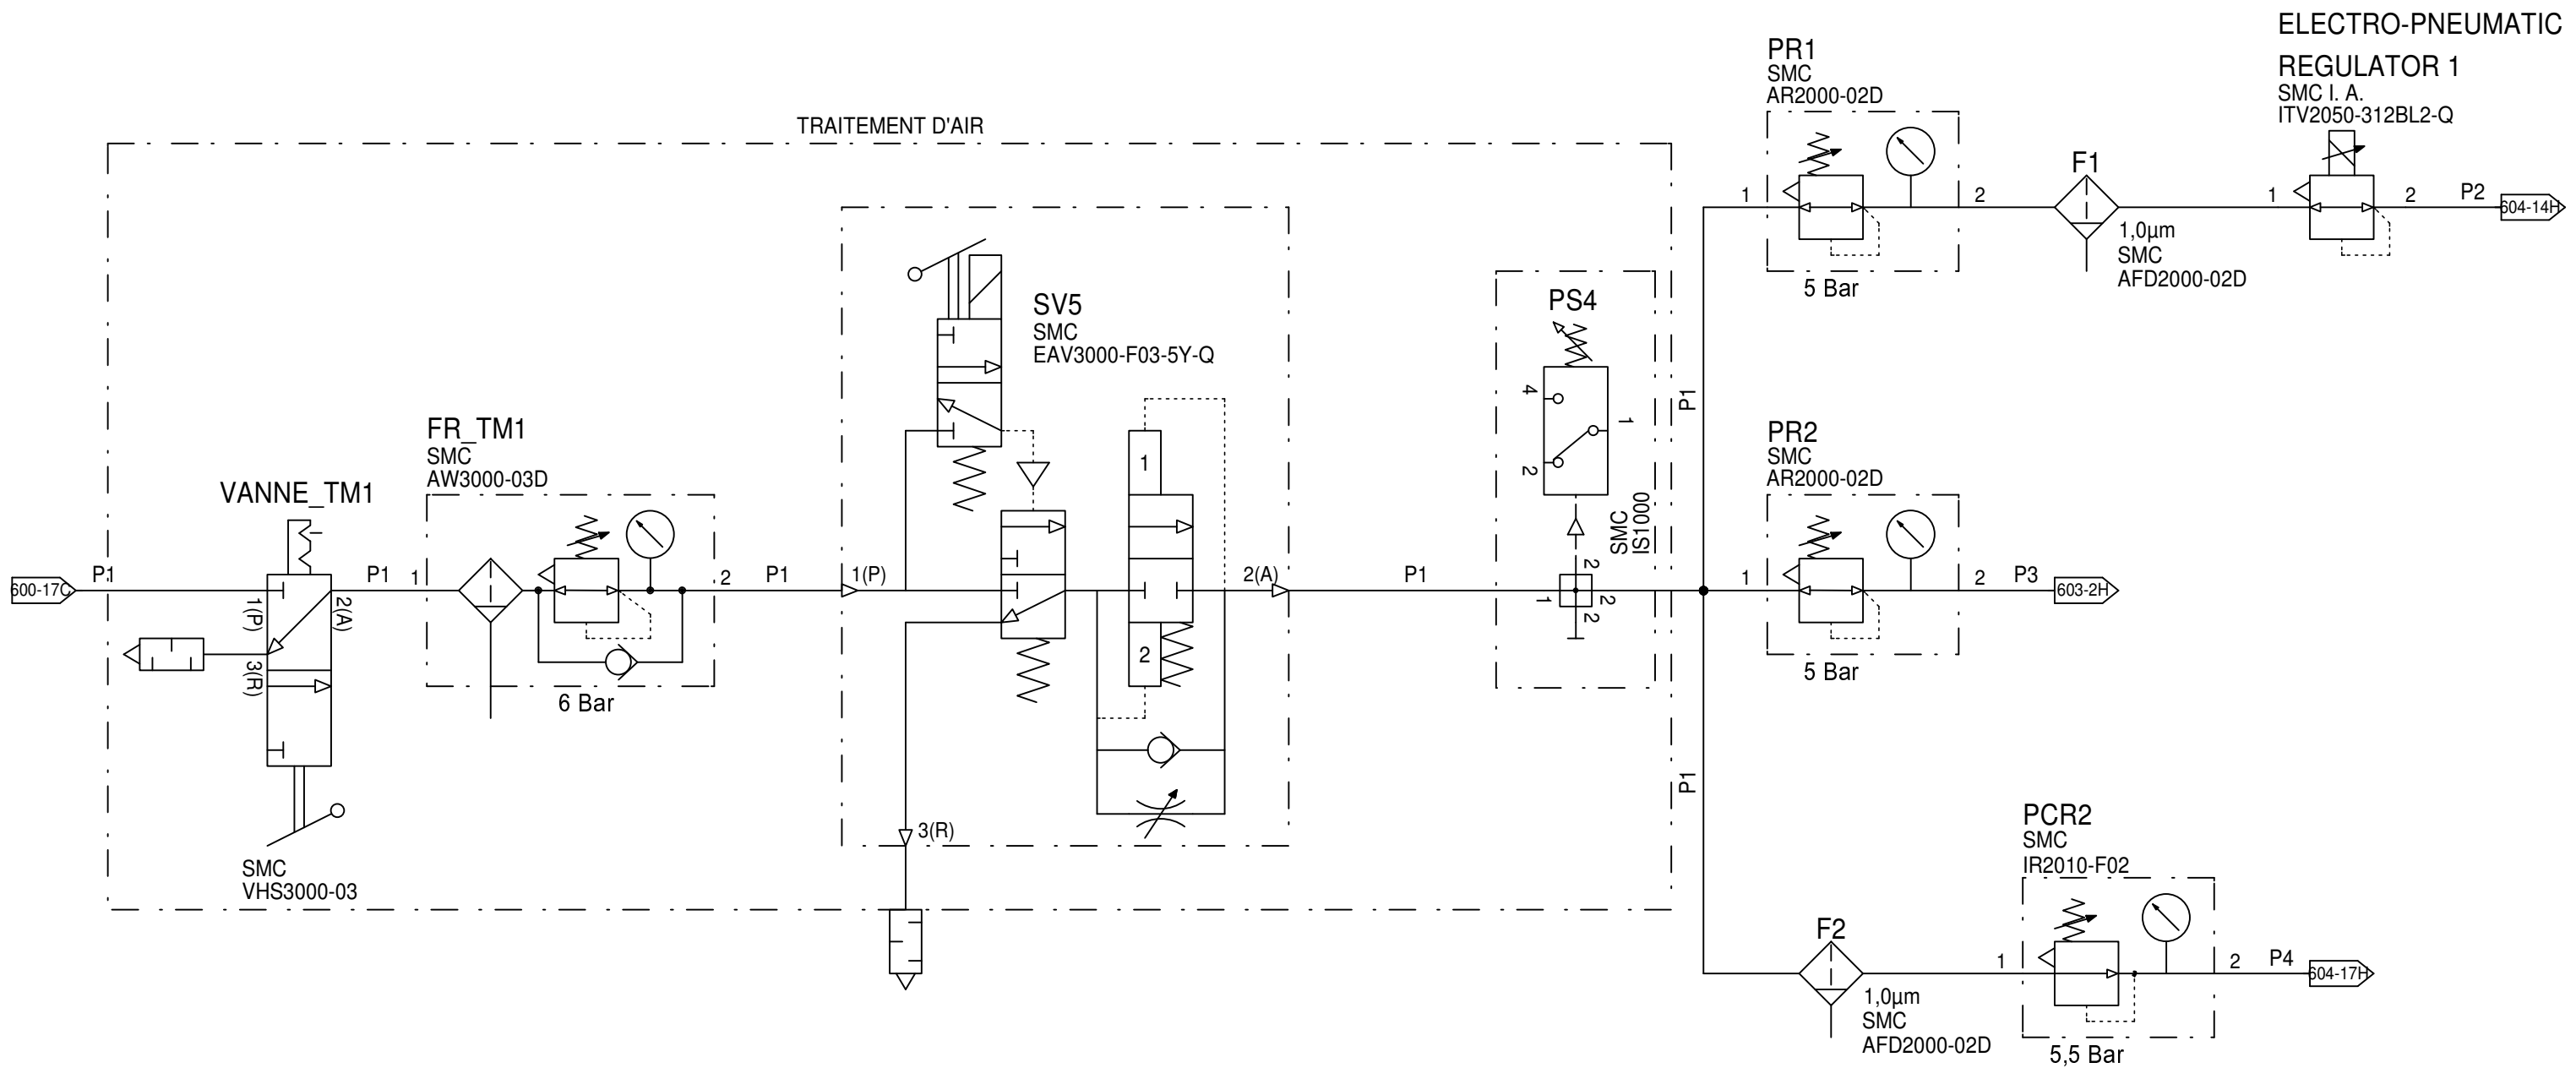 ELECTRO-PNEUMATIC
REGULATOR 1
SMC I. A.
ITV2050-312BL2-Q
PR1
SMC
AR2000-02D
TRAITEMENT D'AIR
F1
1
2
1
2
P2
604-14H
1,0µm
SMC
AFD2000-02D
5 Bar
SV5
SMC
EAV3000-F03-5Y-Q
PS4
4
1
2
SMC
IS1000
P1
FR_TM1
SMC
AW3000-03D
PR2
SMC
AR2000-02D
1
VANNE_TM1
600-17C
P1
1(P)
2(A)
3(R)
P1
1
2
P1
1(P)
2(A)
P1
2
1
2
2
1
2
P3
603-2H
2
6 Bar
5 Bar
P1
3(R)
SMC
VHS3000-03
PCR2
SMC
IR2010-F02
F2
1
2
P4
604-17H
1,0µm
SMC
AFD2000-02D
5,5 Bar